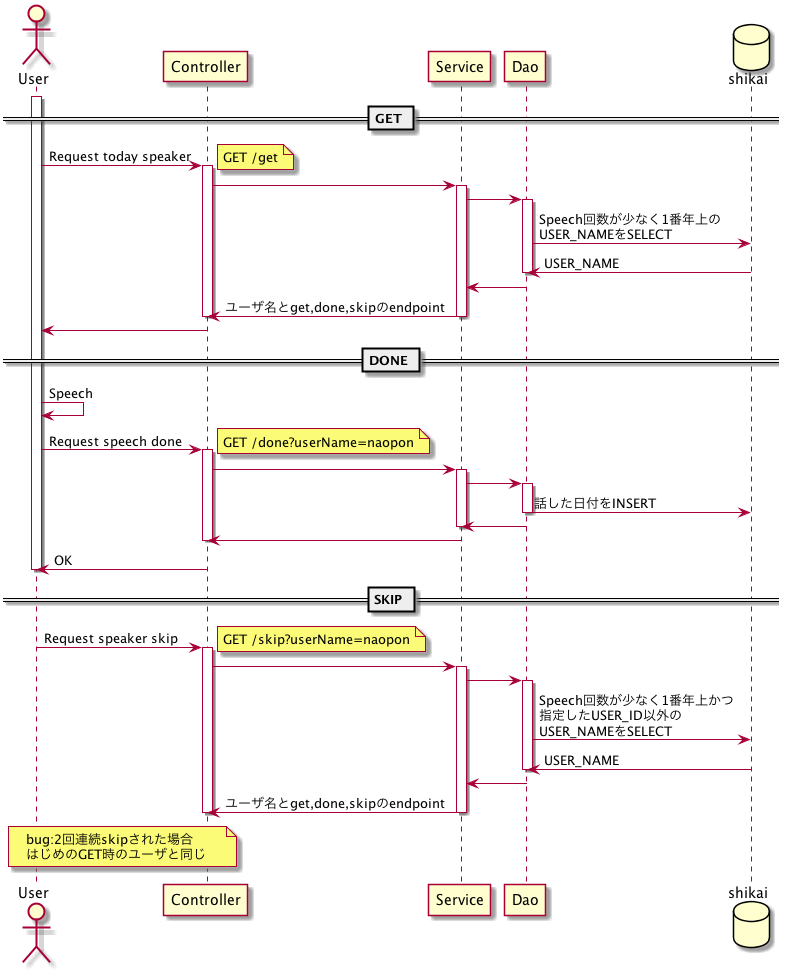 User
Controller
Service
Dao
shikai
GET
Request today speaker
GET /get
Speech回数が少なく1番年上の
USER_NAMEをSELECT
USER_NAME
ユーザ名とget,done,skipのendpoint
DONE
Speech
Request speech done
GET /done?userName=naopon
話した日付をINSERT
OK
SKIP
Request speaker skip
GET /skip?userName=naopon
Speech回数が少なく1番年上かつ
指定したUSER_ID以外の
USER_NAMEをSELECT
USER_NAME
ユーザ名とget,done,skipのendpoint
bug:2回連続skipされた場合
はじめのGET時のユーザと同じ
User
Controller
Service
Dao
shikai